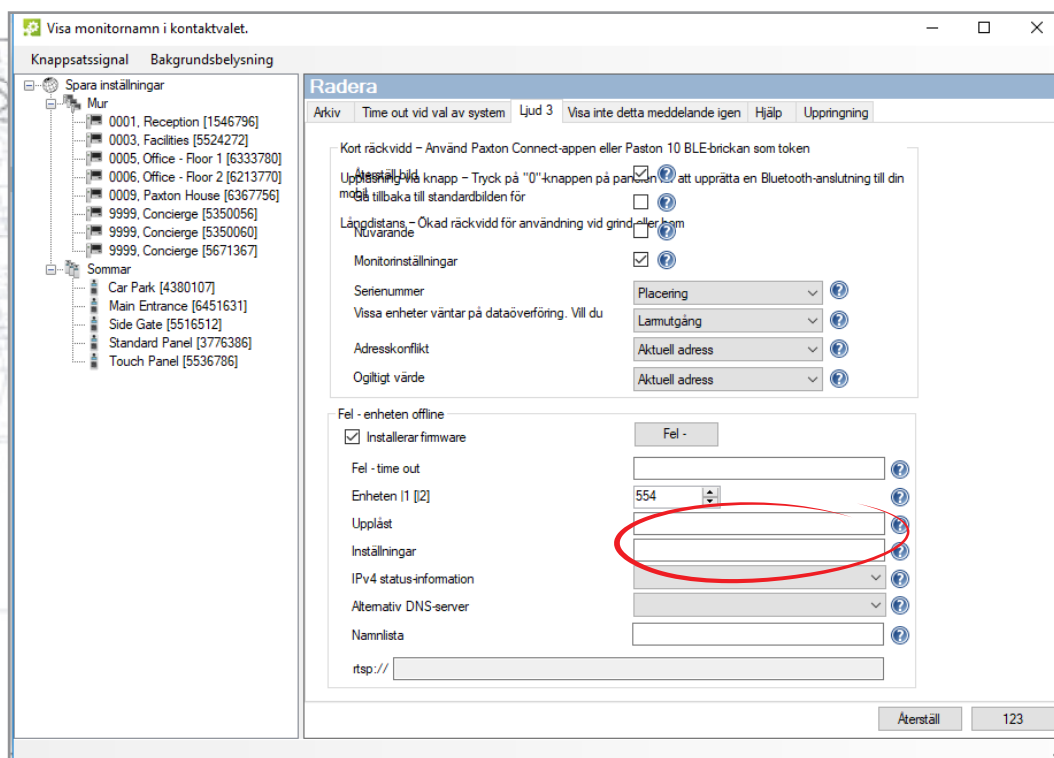 Visa monitornamn i kontaktvalet.
Knappsatssignal Bakgrundsbelysning
Spara inställningar
Mur
0001, Reception [1546796]
0003, Facilities [5524272]
0005, Office - Floor 1 [6333780]
0006, Office - Floor 2 [6213770]
0009, Paxton House [6367756]
9999, Concierge [5350056]
9999, Concierge [5350060]
9999, Concierge [5671367]
Sommar
Car Park [4380107]
Main Entrance [6451631]
Side Gate [5516512]
Standard Panel [3776386]
Touch Panel [5536786]
Radera
Arkiv Time out vid val av system Ljud 3 Visa inte detta meddelande igen Hjälp Uppringning
Kort räckvidd – Använd Paxton Connect-appen eller Paston 10 BLE-brickan som token
Återställ bild
Upplåsning via knapp – Tryck på "0"-knappen på panelen att upprätta en Bluetooth-anslutning till din
mobil
Gå tillbaka till standardbilden för
Långdistans – Ökad räckvidd för användning vid grind eller bom
Nuvarande
Monitorinställningar
Serienummer Placering
Vissa enheter väntar på dataöverföring. Vill du Larmutgång
Adresskonflikt Aktuell adress
Ogiltigt värde Aktuell adress
Fel - enheten offline
Installerar firmware Fel -
Fel - time out
Enheten |1 [|2] 554
Upplåst
Inställningar
IPv4 status-information
Alternativ DNS-server
Namnlista
rtsp://
Återställ 123